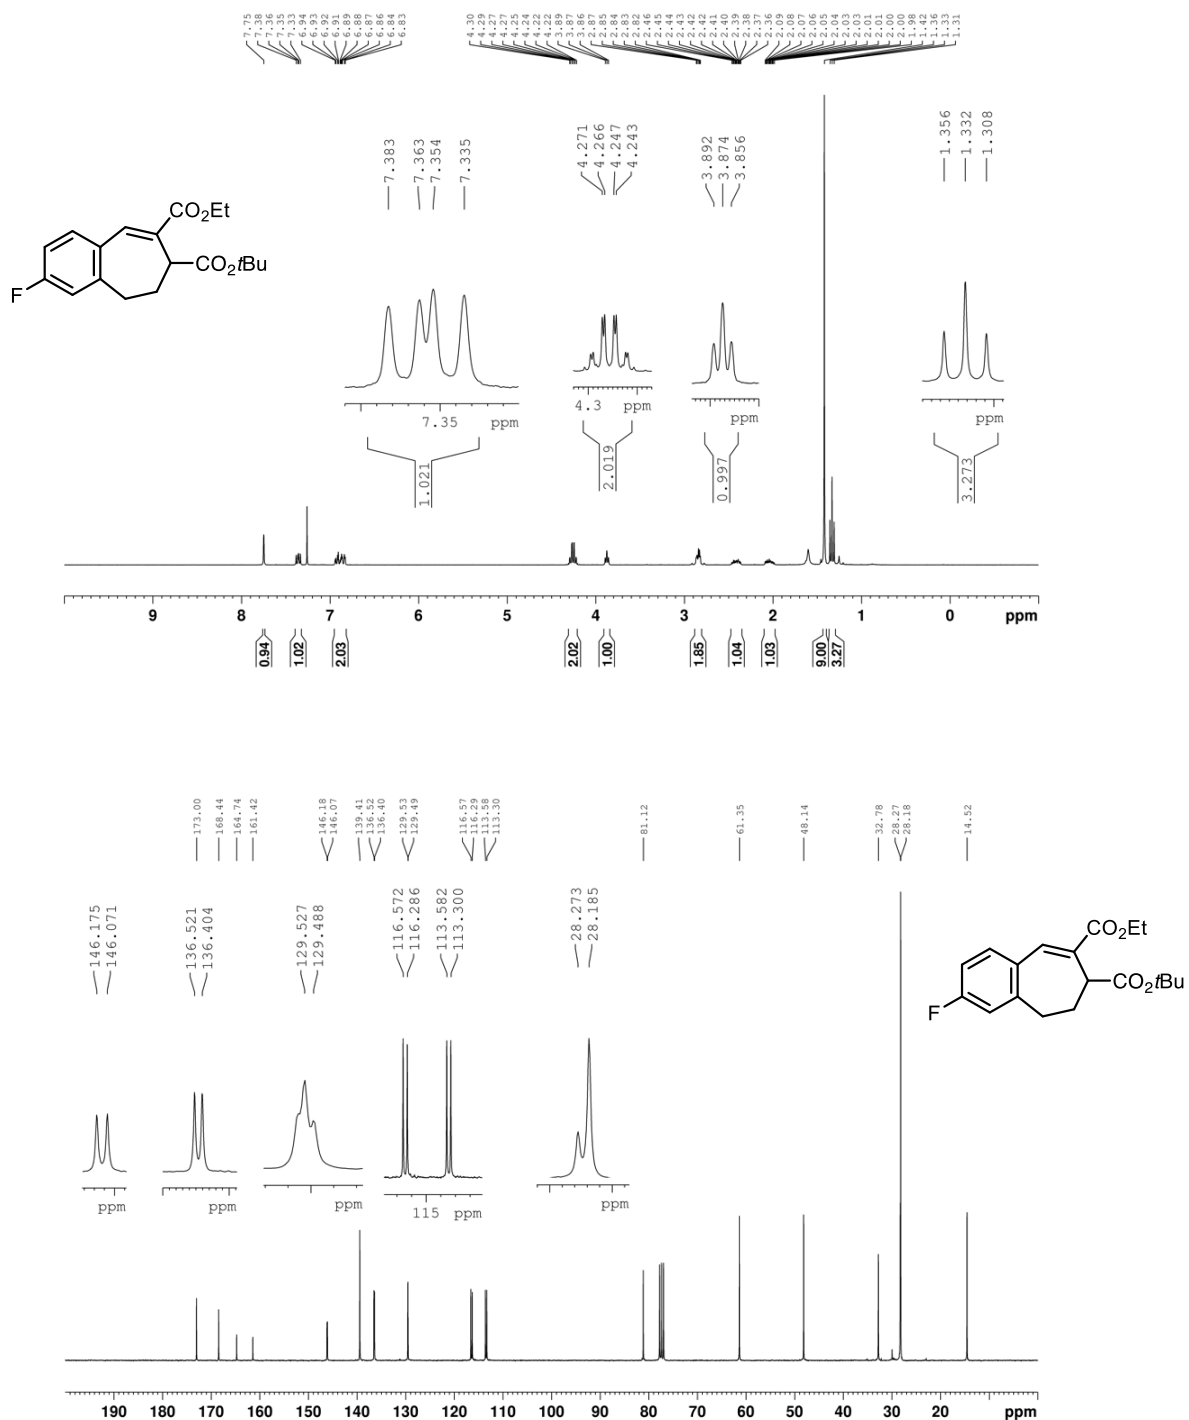 7.75 7.38 7.36 7.35 7.33 6.94 6.93 6.92 6.91 6.89 6.88 6.87 6.86 6.84 6.83
4.30 4.29 4.27 4.27 4.25 4.24 4.22 4.22 3.89 3.87 3.86 2.87 2.85 2.84 2.83 2.82 2.46 2.45 2.44 2.43 2.42 2.42 2.41 2.40 2.39 2.38 2.37 2.36 2.09 2.08 2.07 2.06 2.05 2.04 2.03 2.03 2.01 2.01 2.00 2.00 1.98 1.42 1.36 1.33 1.31
7.383 7.363 7.354 7.335
4.271 4.266 4.247 4.243
3.892 3.874 3.856
1.356 1.332 1.308
CO2Et
CO2tBu
F
7.35 ppm
4.3 ppm
ppm
ppm
1.021
2.019
0.997
3.273
9 8 7 6 5 4 3 2 1 0 ppm
0.94 1.02 2.03 2.02 1.00 1.85 1.04 1.03 9.00 3.27
173.00 168.44 164.74 161.42 146.18 146.07 139.41 136.52 136.40 129.53 129.49 116.57 116.29 113.58 113.30 81.12 61.35 48.14 32.78 28.27 28.18 14.52
146.175 146.071
136.521 136.404
129.527 129.488
116.572 116.286 113.582 113.300
28.273 28.185
CO2Et
CO2tBu
F
ppm
ppm
ppm
115 ppm
ppm
190 180 170 160 150 140 130 120 110 100 90 80 70 60 50 40 30 20 ppm